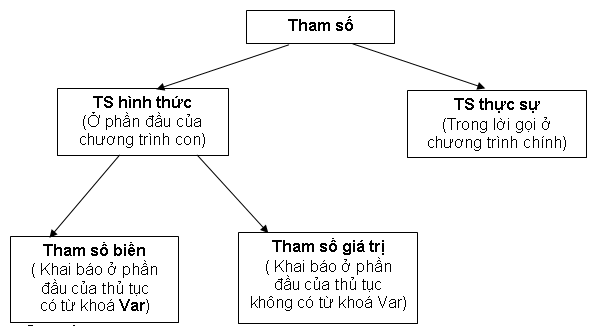 Tham số
TS hình thức
(Ở phần đầu của
chương trình con)
TS thực sự
(Trong lời gọi ở
chương trình chính)
Tham số biến
( Khai báo ở phần
đầu của thủ tục
có từ khoá Var)
Tham số giá trị
( Khai báo ở phần
đầu của thủ tục
không có từ khoá Var)